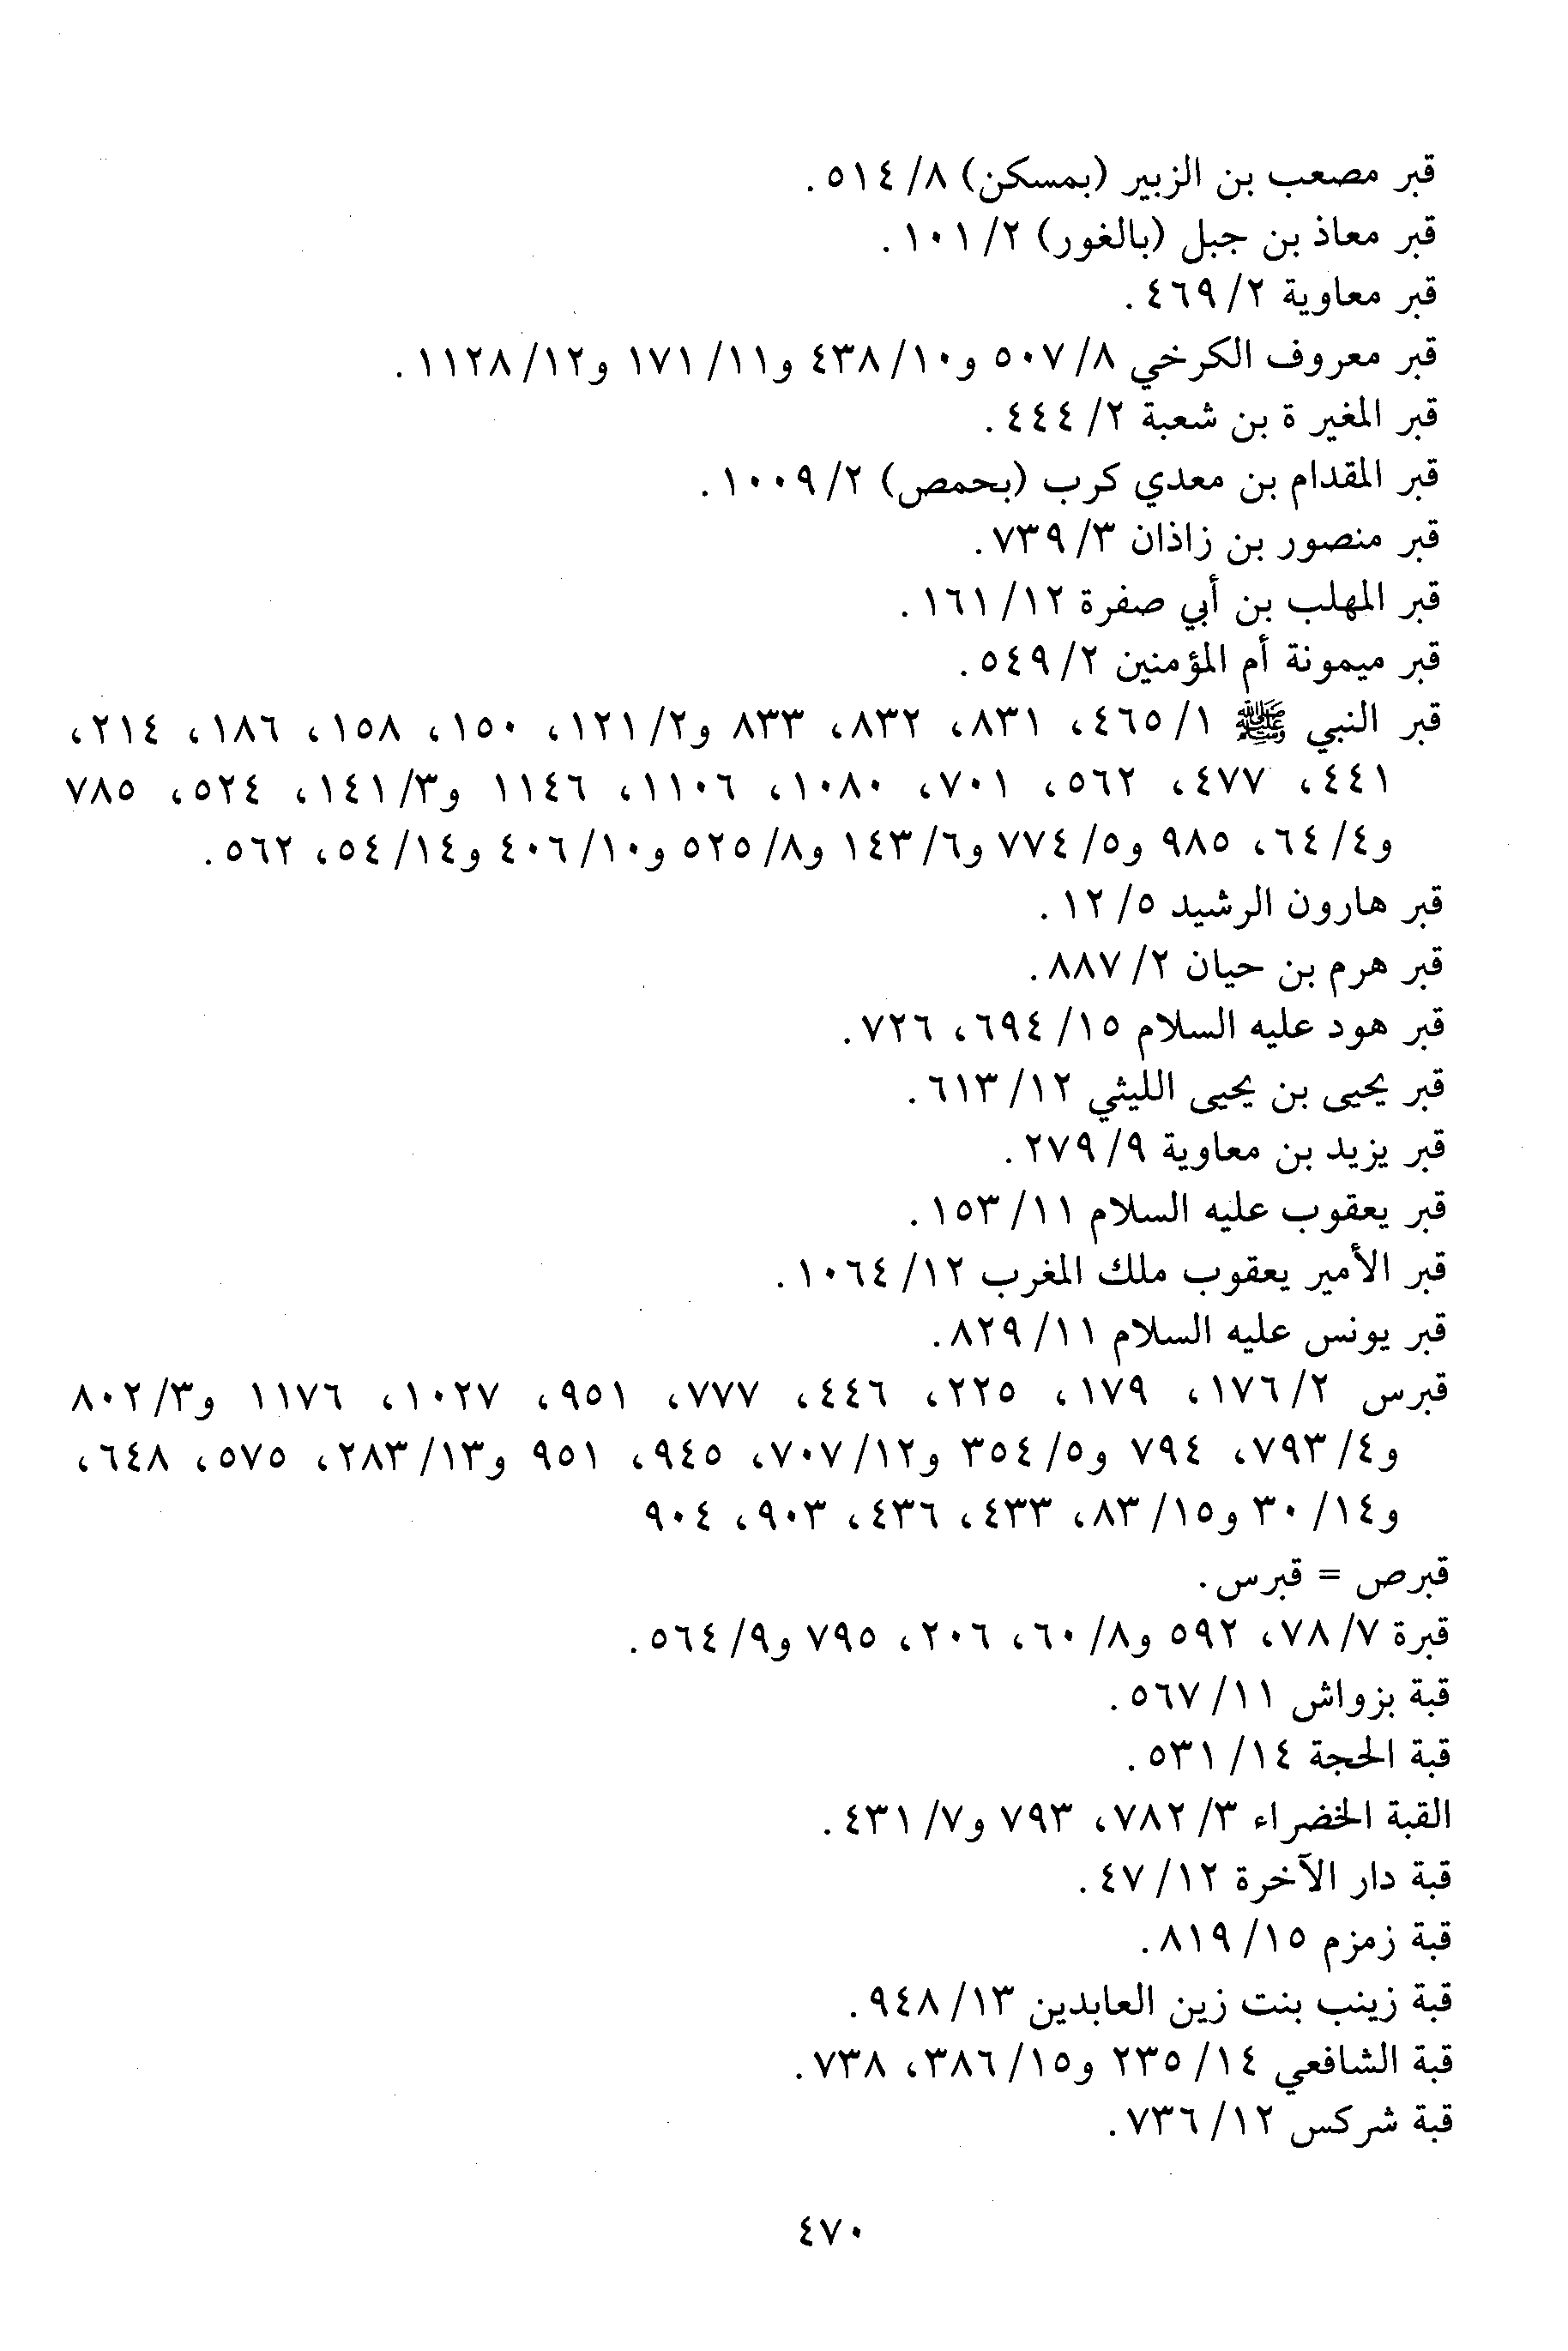 قبر مصعب بن الزبير (بمسكن) ٨/ ٥١٤.
قبر معاذ بن جبل (بالغور) ٢/ ١٠١.
قبر معاوية ٢/ ٤٦٩.
قبر معروف الكرخي ٨/ ٥٠٧ و١٠/ ٤٣٨ و١١/ ١٧١ و١٢/ ١١٢٨.
قبر المغيرة بن شعبة ٢/ ٤٤٤.
قبر المقدام بن معدي كرب (بحمص) ٢/ ١٠٠٩.
قبر منصور بن زاذان ٣/ ٧٣٩.
قبر المهلب بن أبي صفرة ١٢/ ١٦١.
قبر ميمونة أم المؤمنين ٢/ ٥٤٩.
قبر النبي ﷺ ١/ ٤٦٥، ٨٣١، ٨٣٢، ٨٣٣ و٢/ ١٢١، ١٥٠، ١٥٨، ١٨٦، ٢١٤،
٤٤١، ٤٧٧، ٥٦٢، ٧٠١، ١٠٨٠، ١١٠٦، ١١٤٦ و٣/ ١٤١، ٥٢٤، ٧٨٥
و٤/ ٦٤، ٩٨٥ و٥/ ٧٧٤ و٦/ ١٤٣ و٨/ ٥٢٥ و١٠/ ٤٠٦ و١٤/ ٥٤، ٥٦٢.
قبر هارون الرشيد ٥/ ١٢.
قبر هرم بن حيان ٢/ ٨٨٧.
قبر هود عليه السلام ١٥/ ٦٩٤، ٧٢٦.
قبر يحيى بن يحيى الليثي ١٢/ ٦١٣.
قبر يزيد بن معاوية ٩/ ٢٧٩.
قبر يعقوب عليه السلام ١١/ ١٥٣.
قبر الأمير يعقوب ملك المغرب ١٢/ ١٠٦٤.
قبر يونس عليه السلام ١١/ ٨٢٩.
قبرس ٢/ ١٧٦، ١٧٩، ٢٢٥، ٤٤٦، ٧٧٧، ٩٥١، ١٠٢٧، ١١٧٦ و٣/ ٨٠٢
و٤/ ٧٩٣، ٧٩٤ و٥/ ٣٥٤ و١٢/ ٧٠٧، ٩٤٥، ٩٥١ و١٣/ ٢٨٣، ٥٧٥، ٦٤٨،
و١٤/ ٣٠ و١٥/ ٨٣، ٤٣٣، ٤٣٦، ٩٠٣، ٩٠٤
قبرص = قبرس.
قبرة ٧/ ٧٨، ٥٩٢ و٨/ ٦٠، ٢٠٦، ٧٩٥ و٩/ ٥٦٤.
قبة بزواش ١١/ ٥٦٧.
قبة الحجة ١٤/ ٥٣١.
القبة الخضراء ٣/ ٧٨٢، ٧٩٣ و٧/ ٤٣١.
قبة دار الآخرة ١٢/ ٤٧.
قبة زمزم ١٥/ ٨١٩.
قبة زينب بنت زين العابدين ١٣/ ٩٤٨.
قبة الشافعي ١٤/ ٢٣٥ و١٥/ ٣٨٦، ٧٣٨.
قبة شركس ١٢/ ٧٣٦.
٤٧٠